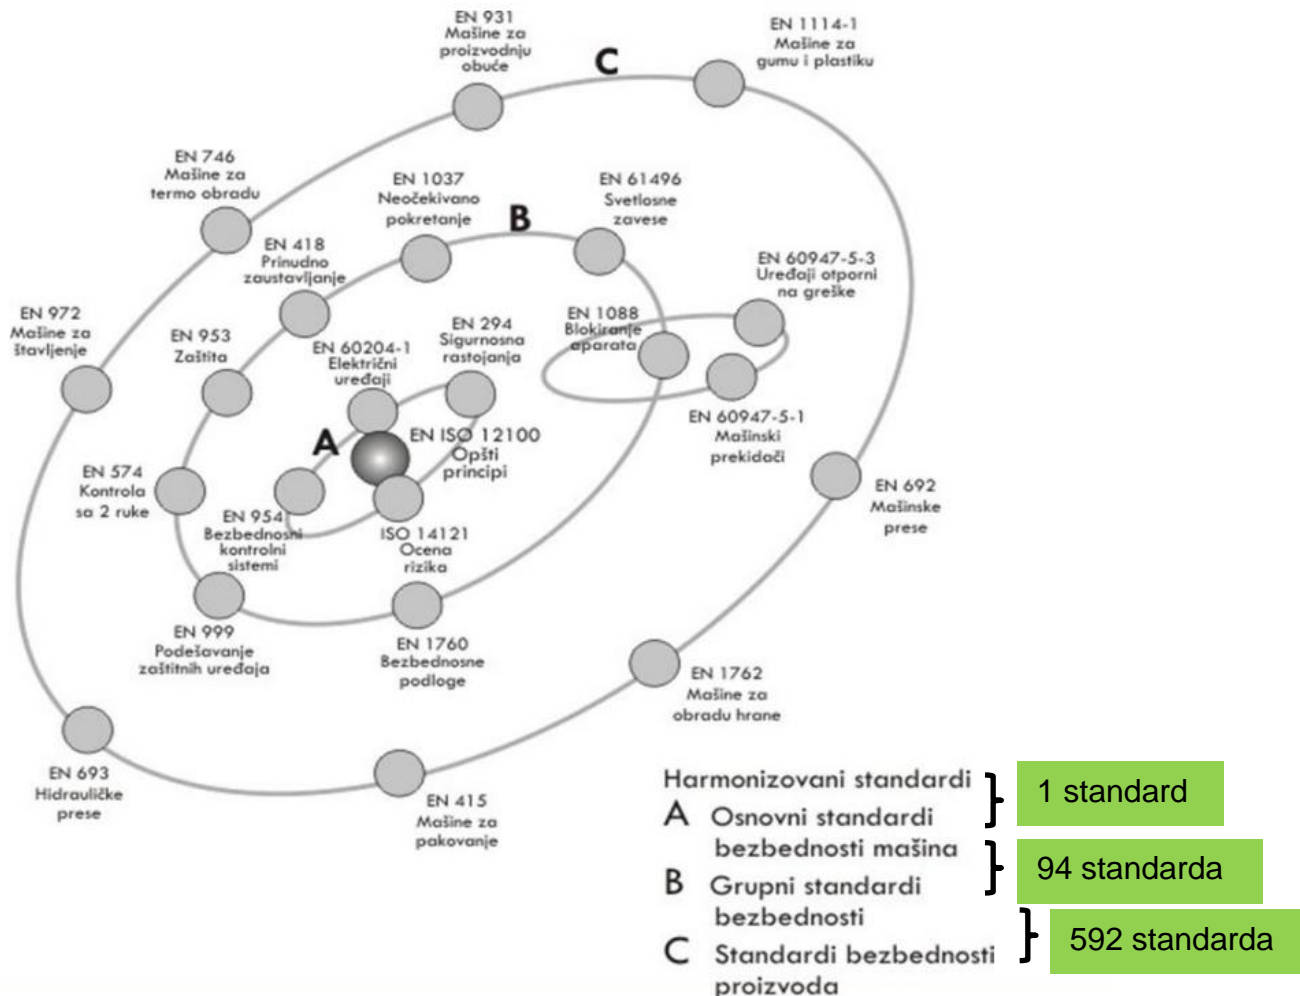 EN 931
Mašine za
proizvodnju
obuće
C
EN 1114-1
Mašine za
gumu i plastiku
EN 746
Mašine za
termo obradu
EN 1037
Neočekivano
pokretanje
B
EN 61496
Svetlosne
zavese
EN 418
Prinudno
zaustavljanje
EN 60947-5-3
Uređaji otporni
na greške
EN 972
Mašine za
štavljenje
EN 953
Zaštita
EN 60204-1
Električni
uređaji
EN 294
Sigurnosna
rastojanja
EN 1088
Blokiranje
aparata
A
EN ISO 12100
Opšti
principi
EN 60947-5-1
Mašinski
prekidači
EN 574
Kontrola
sa 2 ruke
EN 954
Bezbednosni
kontrolni
sistemi
ISO 14121
Ocena
rizika
EN 692
Mašinske
prese
EN 999
Podešavanje
zaštitnih uređaja
EN 1760
Bezbednosne
podloge
EN 1762
Mašine za
obradu hrane
EN 693
Hidrauličke
prese
EN 415
Mašine za
pakovanje
Harmonizovani standardi
A Osnovni standardi
bezbednosti mašina
B Grupni standardi
bezbednosti
C Standardi bezbednosti
proizvoda
1 standard
94 standarda
592 standarda